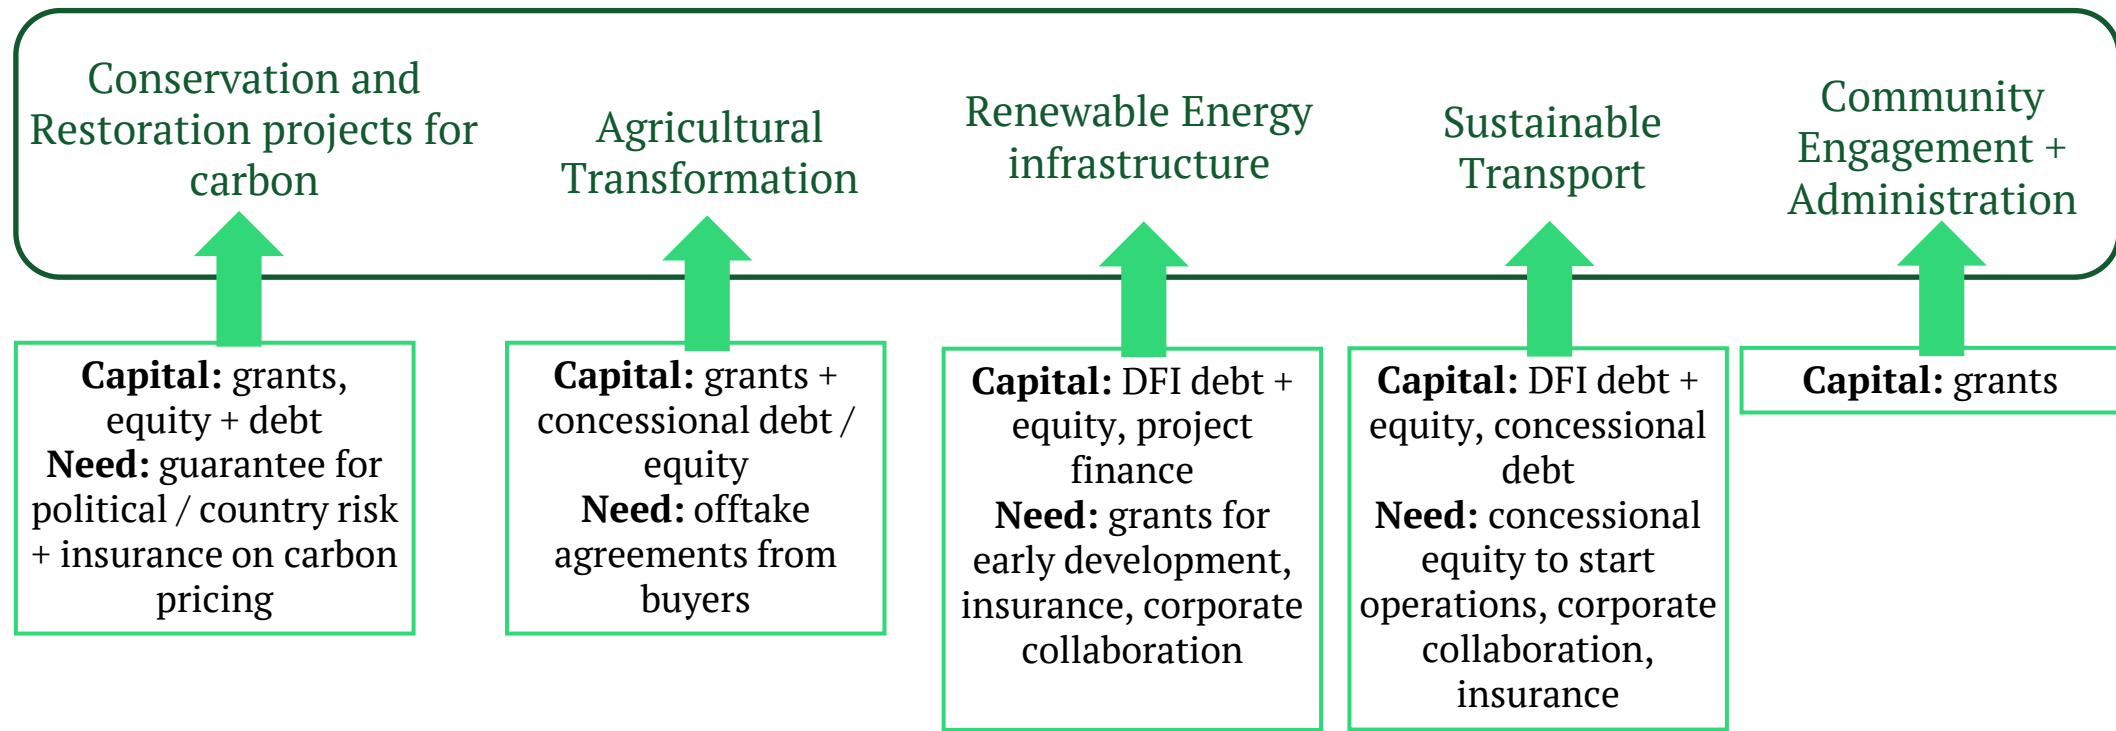 Conservation and
Restoration projects for
carbon
Agricultural
Transformation
Renewable Energy
infrastructure
Sustainable
Transport
Community
Engagement +
Administration
Capital: grants,
equity + debt
Need: guarantee for
political / country risk
+ insurance on carbon
pricing
Capital: grants +
concessional debt /
equity
Need: offtake
agreements from
buyers
Capital: DFI debt +
equity, project
finance
Need: grants for
early development,
insurance, corporate
collaboration
Capital: DFI debt +
equity, concessional
debt
Need: concessional
equity to start
operations, corporate
collaboration,
insurance
Capital: grants